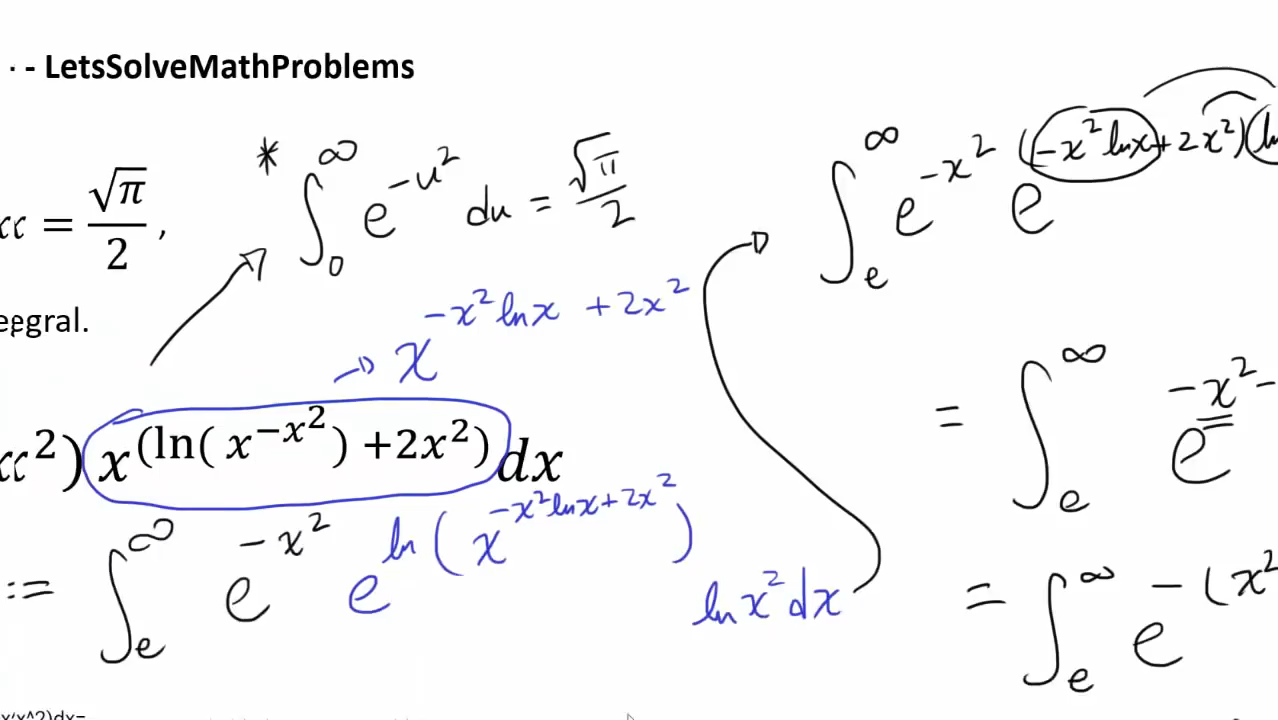 · - LetsSolveMathProblems
* ∫₀^∞ e^(-u²) du = √π/2
∫ₑ^∞ e^(-x²) e^((-x² ln x + 2x²)(ln
= √π/2 ,
egral.
→ x^(-x² ln x + 2x²)
= ∫ₑ^∞ e^(-x²-
²) x^(ln( x^(-x²) ) +2x²) dx
:= ∫ₑ^∞ e^(-x²) e^(ln(x^(-x² ln x + 2x²))) ln x² dx
= ∫ₑ^∞ e^(-(x²